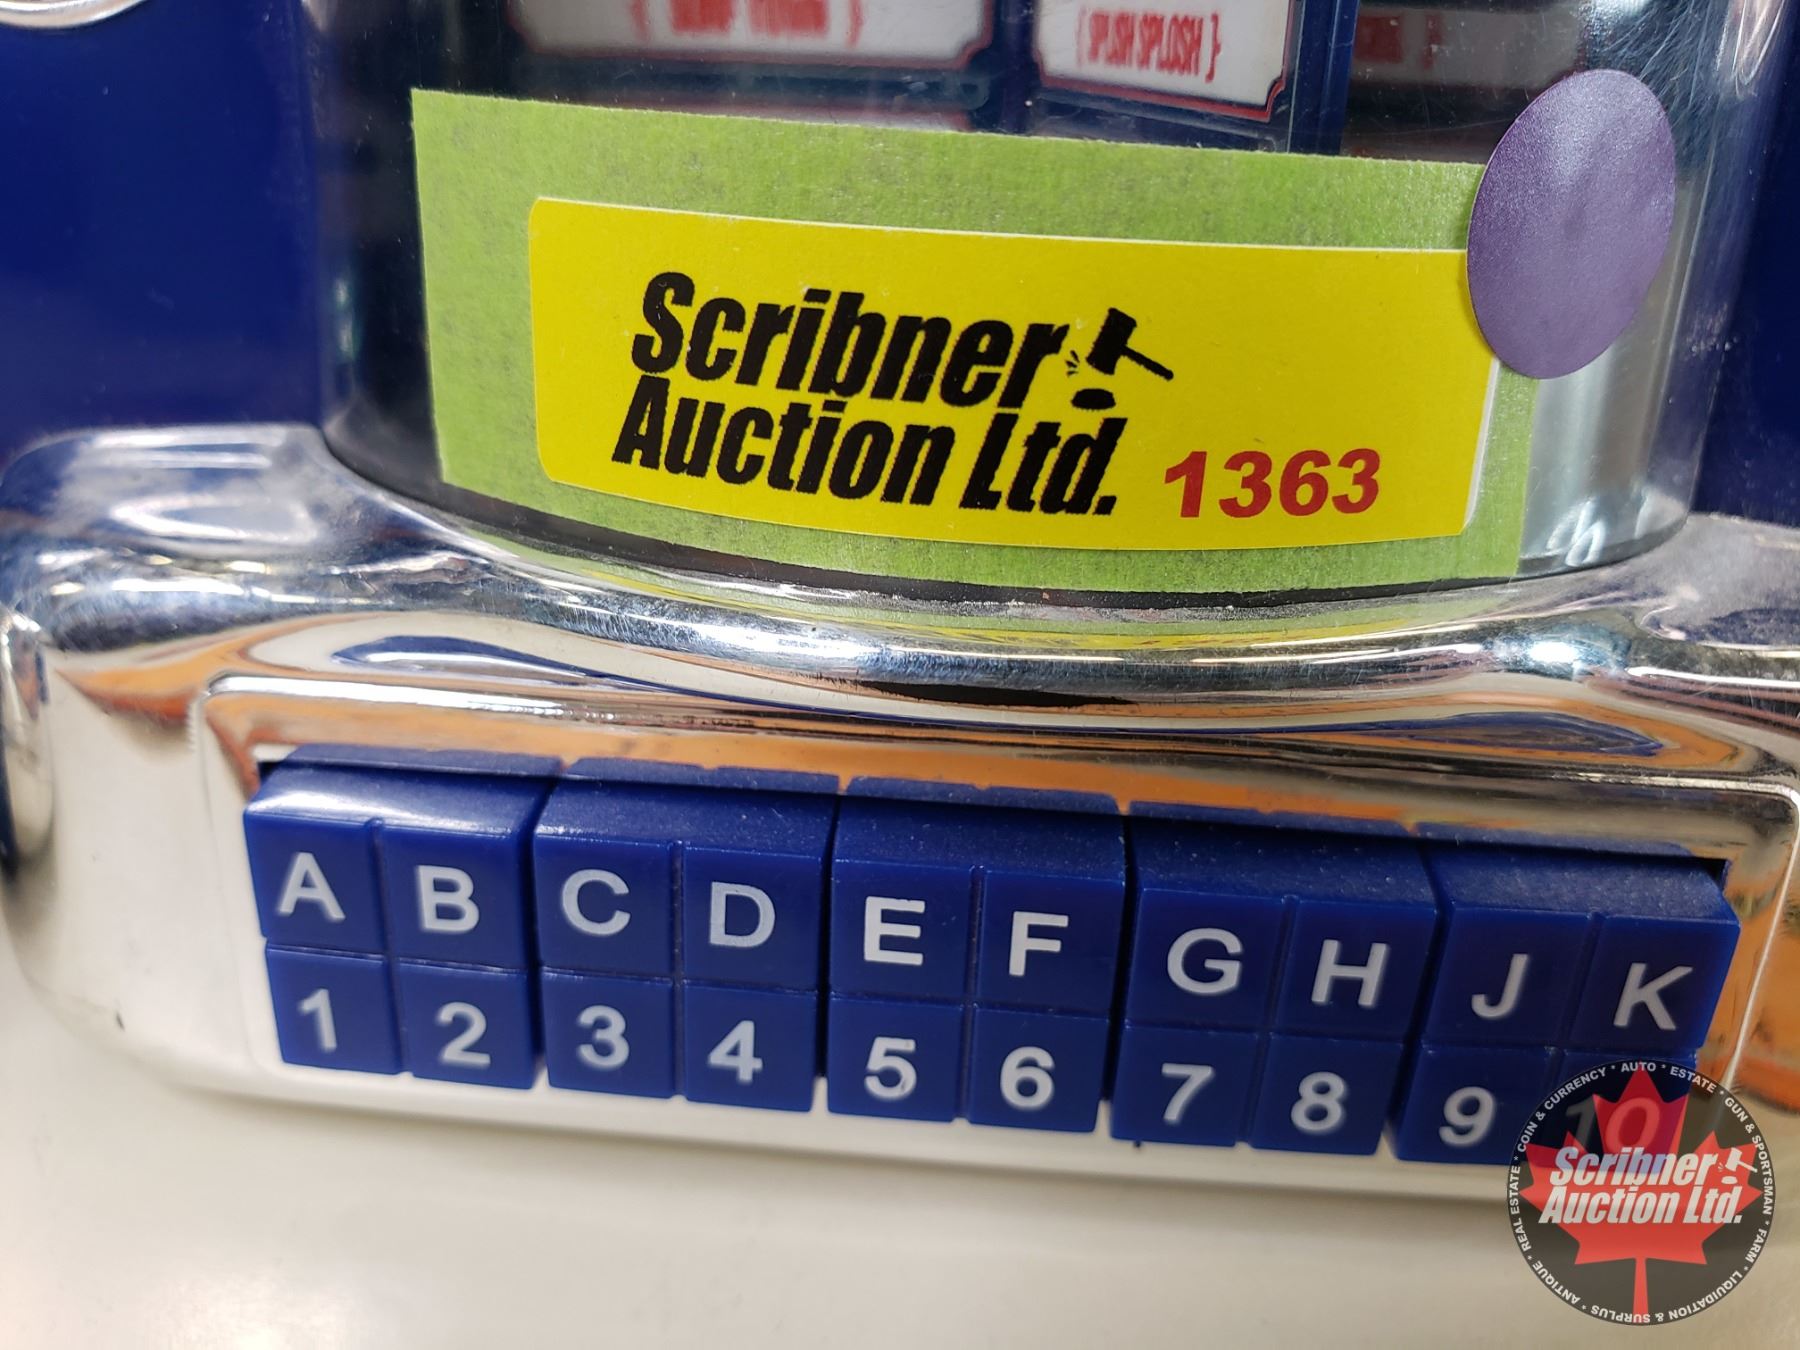 { SPLISH SPLOSH }
Scribner
Auction Ltd. 1363
A B C D E F G H J K
1 2 3 4 5 6 7 8 9 10
ANTIQUE * REAL ESTATE * COIN & CURRENCY * AUTO * ESTATE * GUN & SPORTSMAN * FARM * LIQUIDATION & SURPLUS *
Scribner
Auction Ltd.